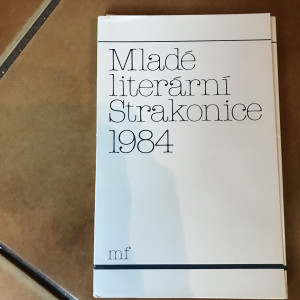 Mladé
literární
Strakonice
1984
mf